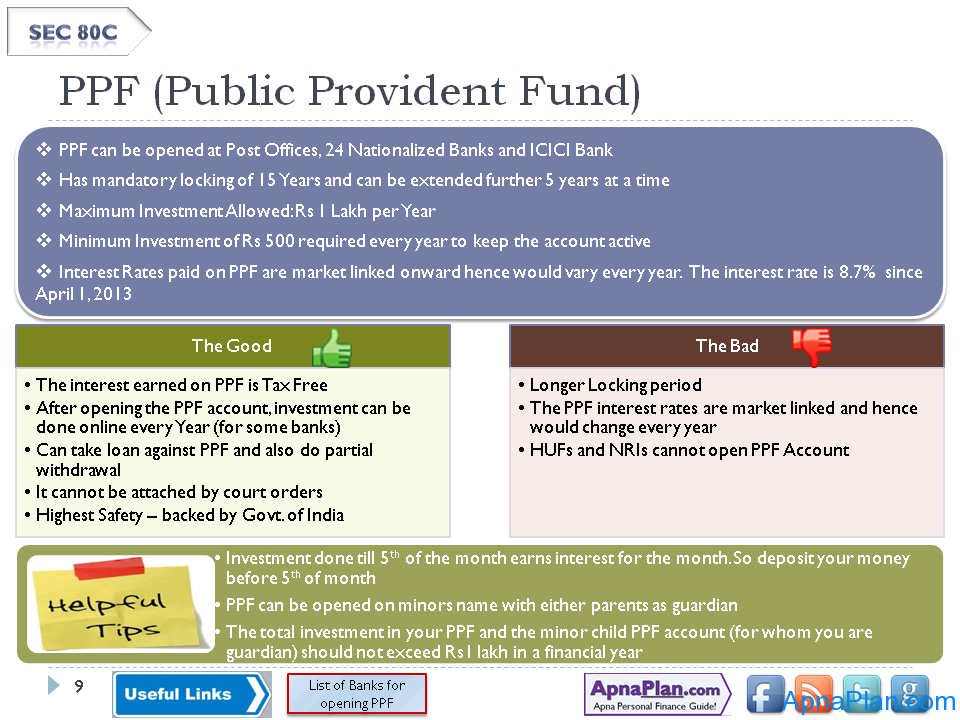 SEC 80C
PPF (Public Provident Fund)
❖ PPF can be opened at Post Offices, 24 Nationalized Banks and ICICI Bank
❖ Has mandatory locking of 15 Years and can be extended further 5 years at a time
❖ Maximum Investment Allowed: Rs 1 Lakh per Year
❖ Minimum Investment of Rs 500 required every year to keep the account active
❖ Interest Rates paid on PPF are market linked onward hence would vary every year. The interest rate is 8.7% since
April 1, 2013
The Good
• The interest earned on PPF is Tax Free
• After opening the PPF account, investment can be
done online every Year (for some banks)
• Can take loan against PPF and also do partial
withdrawal
• It cannot be attached by court orders
• Highest Safety – backed by Govt. of India
The Bad
• Longer Locking period
• The PPF interest rates are market linked and hence
would change every year
• HUFs and NRIs cannot open PPF Account
Helpful
Tips
• Investment done till 5th of the month earns interest for the month. So deposit your money
before 5th of month
• PPF can be opened on minors name with either parents as guardian
• The total investment in your PPF and the minor child PPF account (for whom you are
guardian) should not exceed Rs1 lakh in a financial year
9
Useful Links
List of Banks for
opening PPF
ApnaPlan.com
Apna Personal Finance Guide!
ApnaPlan.com